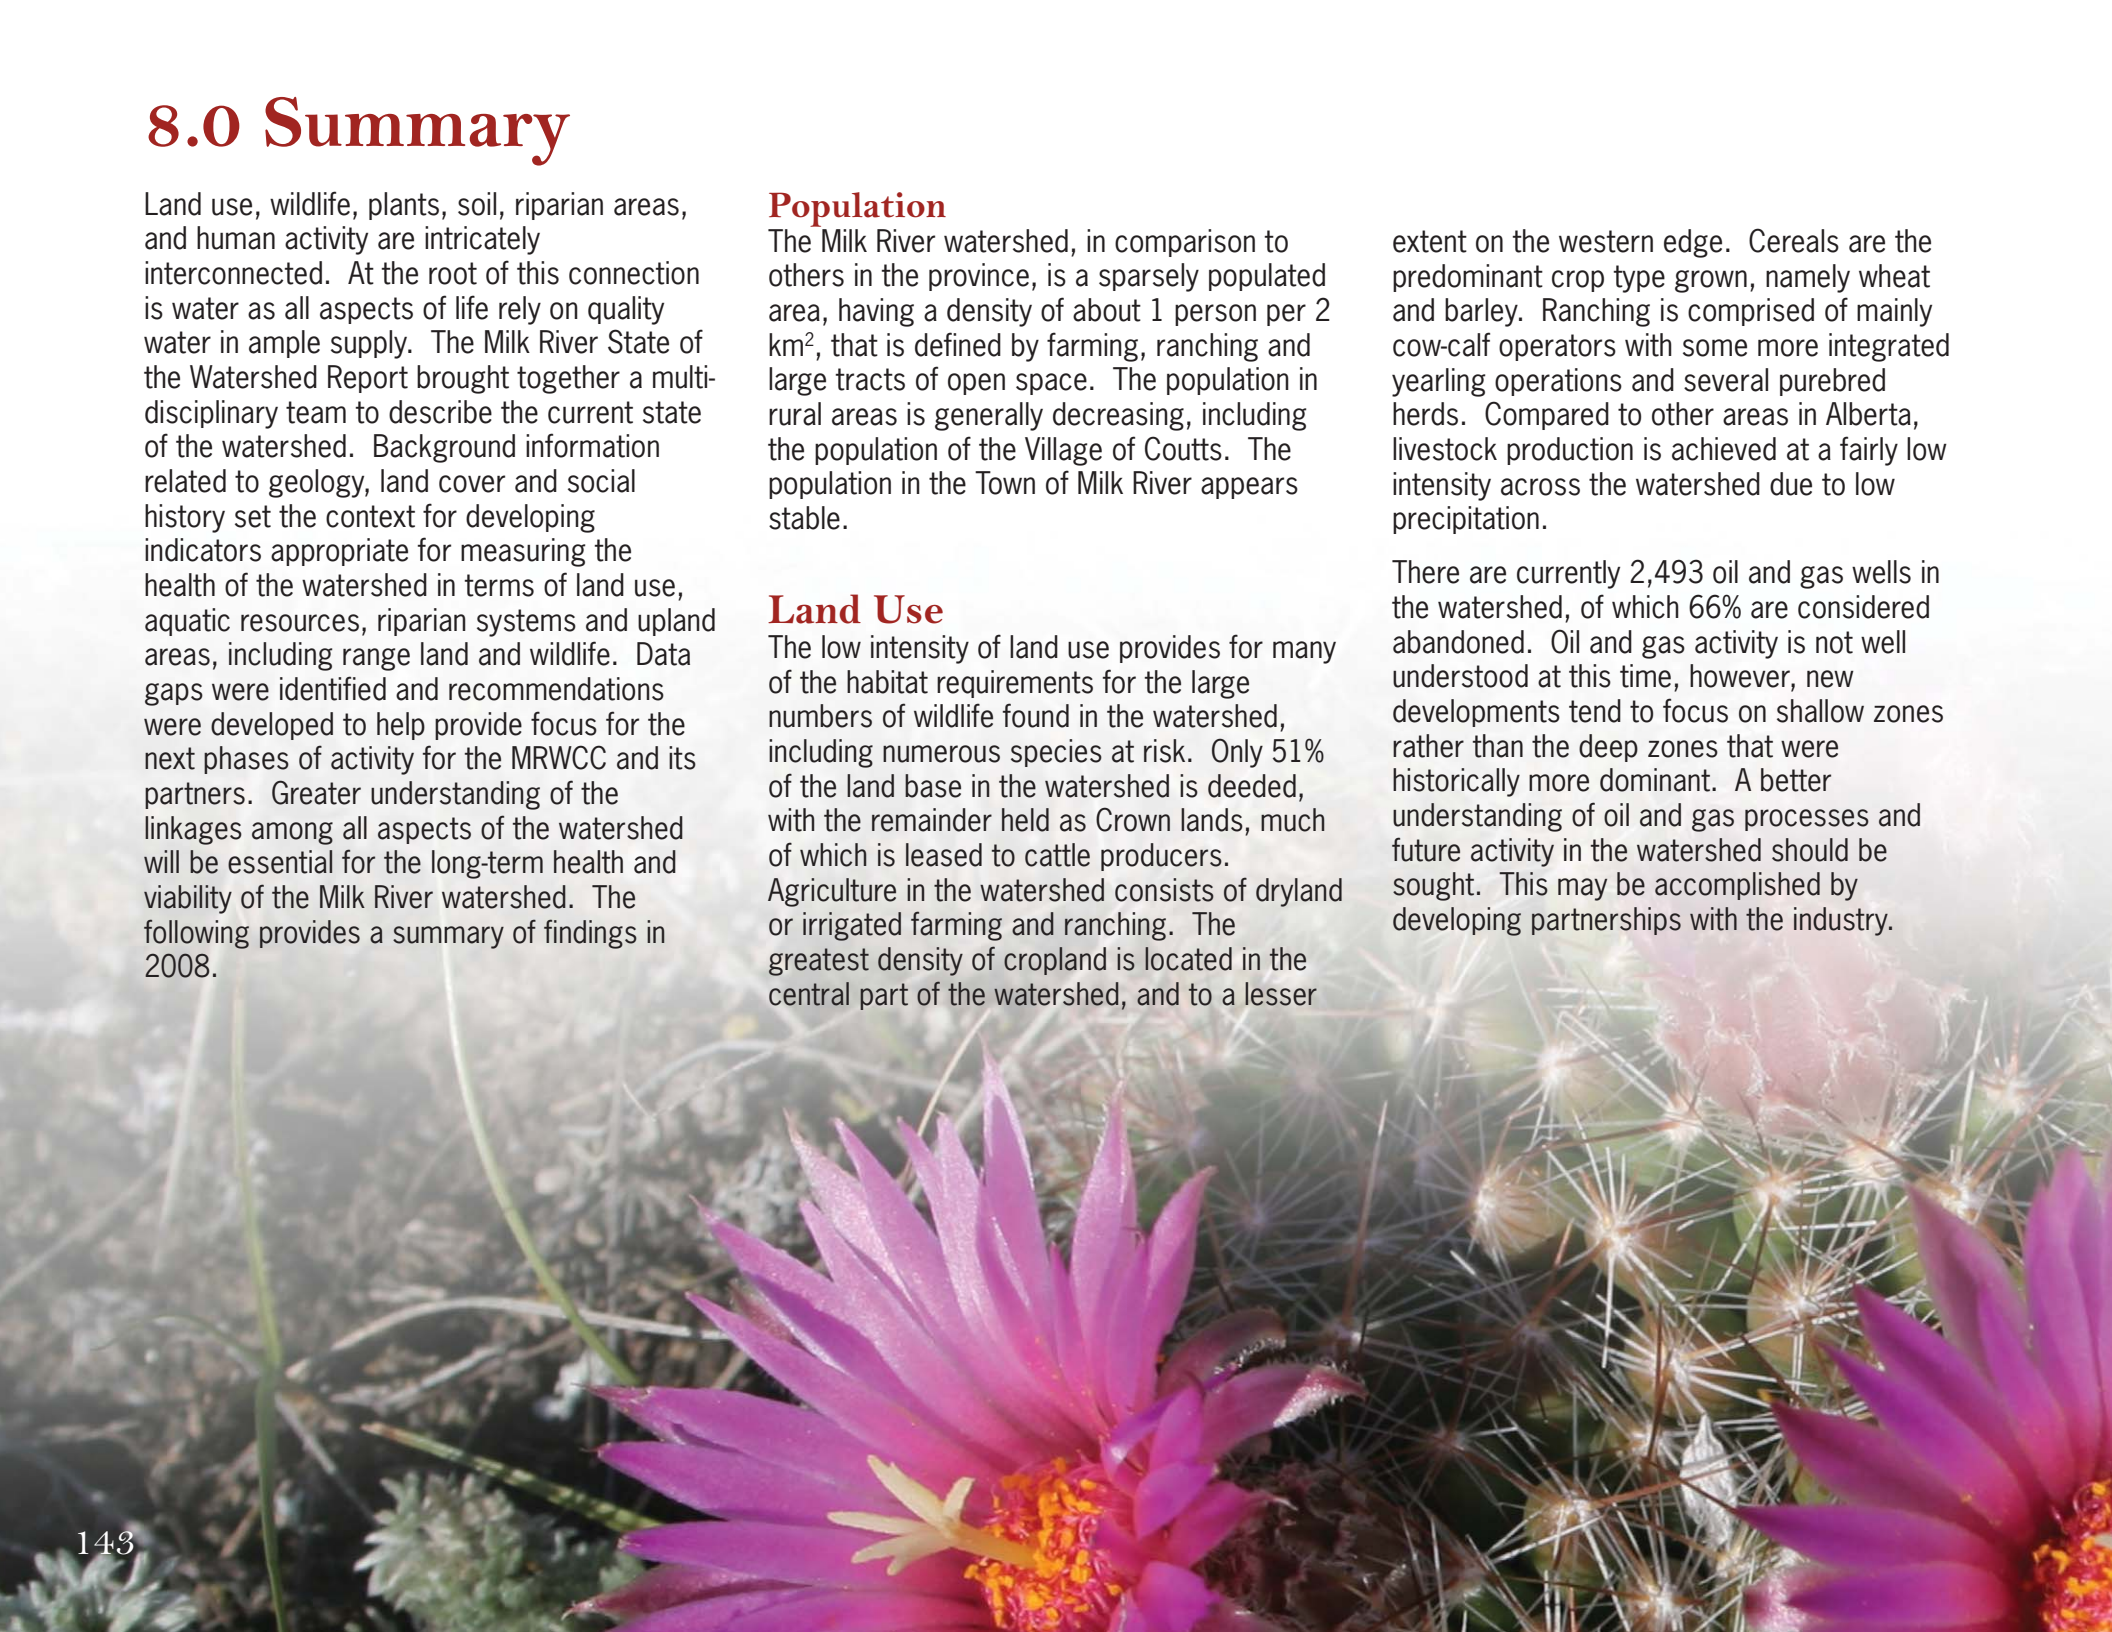 8.0 Summary
Land use, wildlife, plants, soil, riparian areas,
and human activity are intricately
interconnected.  At the root of this connection
is water as all aspects of life rely on quality
water in ample supply.  The Milk River State of
the Watershed Report brought together a multi-
disciplinary team to describe the current state
of the watershed.  Background information
related to geology, land cover and social
history set the context for developing
indicators appropriate for measuring the
health of the watershed in terms of land use,
aquatic resources, riparian systems and upland
areas, including range land and wildlife.  Data
gaps were identified and recommendations
were developed to help provide focus for the
next phases of activity for the MRWCC and its
partners.  Greater understanding of the
linkages among all aspects of the watershed
will be essential for the long-term health and
viability of the Milk River watershed.  The
following provides a summary of findings in
2008.
Population
The Milk River watershed, in comparison to
others in the province, is a sparsely populated
area, having a density of about 1 person per 2
km², that is defined by farming, ranching and
large tracts of open space.  The population in
rural areas is generally decreasing, including
the population of the Village of Coutts.  The
population in the Town of Milk River appears
stable.
Land Use
The low intensity of land use provides for many
of the habitat requirements for the large
numbers of wildlife found in the watershed,
including numerous species at risk.  Only 51%
of the land base in the watershed is deeded,
with the remainder held as Crown lands, much
of which is leased to cattle producers.
Agriculture in the watershed consists of dryland
or irrigated farming and ranching.  The
greatest density of cropland is located in the
central part of the watershed, and to a lesser
extent on the western edge.  Cereals are the
predominant crop type grown, namely wheat
and barley.  Ranching is comprised of mainly
cow-calf operators with some more integrated
yearling operations and several purebred
herds.  Compared to other areas in Alberta,
livestock production is achieved at a fairly low
intensity across the watershed due to low
precipitation.
There are currently 2,493 oil and gas wells in
the watershed, of which 66% are considered
abandoned.  Oil and gas activity is not well
understood at this time, however, new
developments tend to focus on shallow zones
rather than the deep zones that were
historically more dominant.  A better
understanding of oil and gas processes and
future activity in the watershed should be
sought.  This may be accomplished by
developing partnerships with the industry.
143